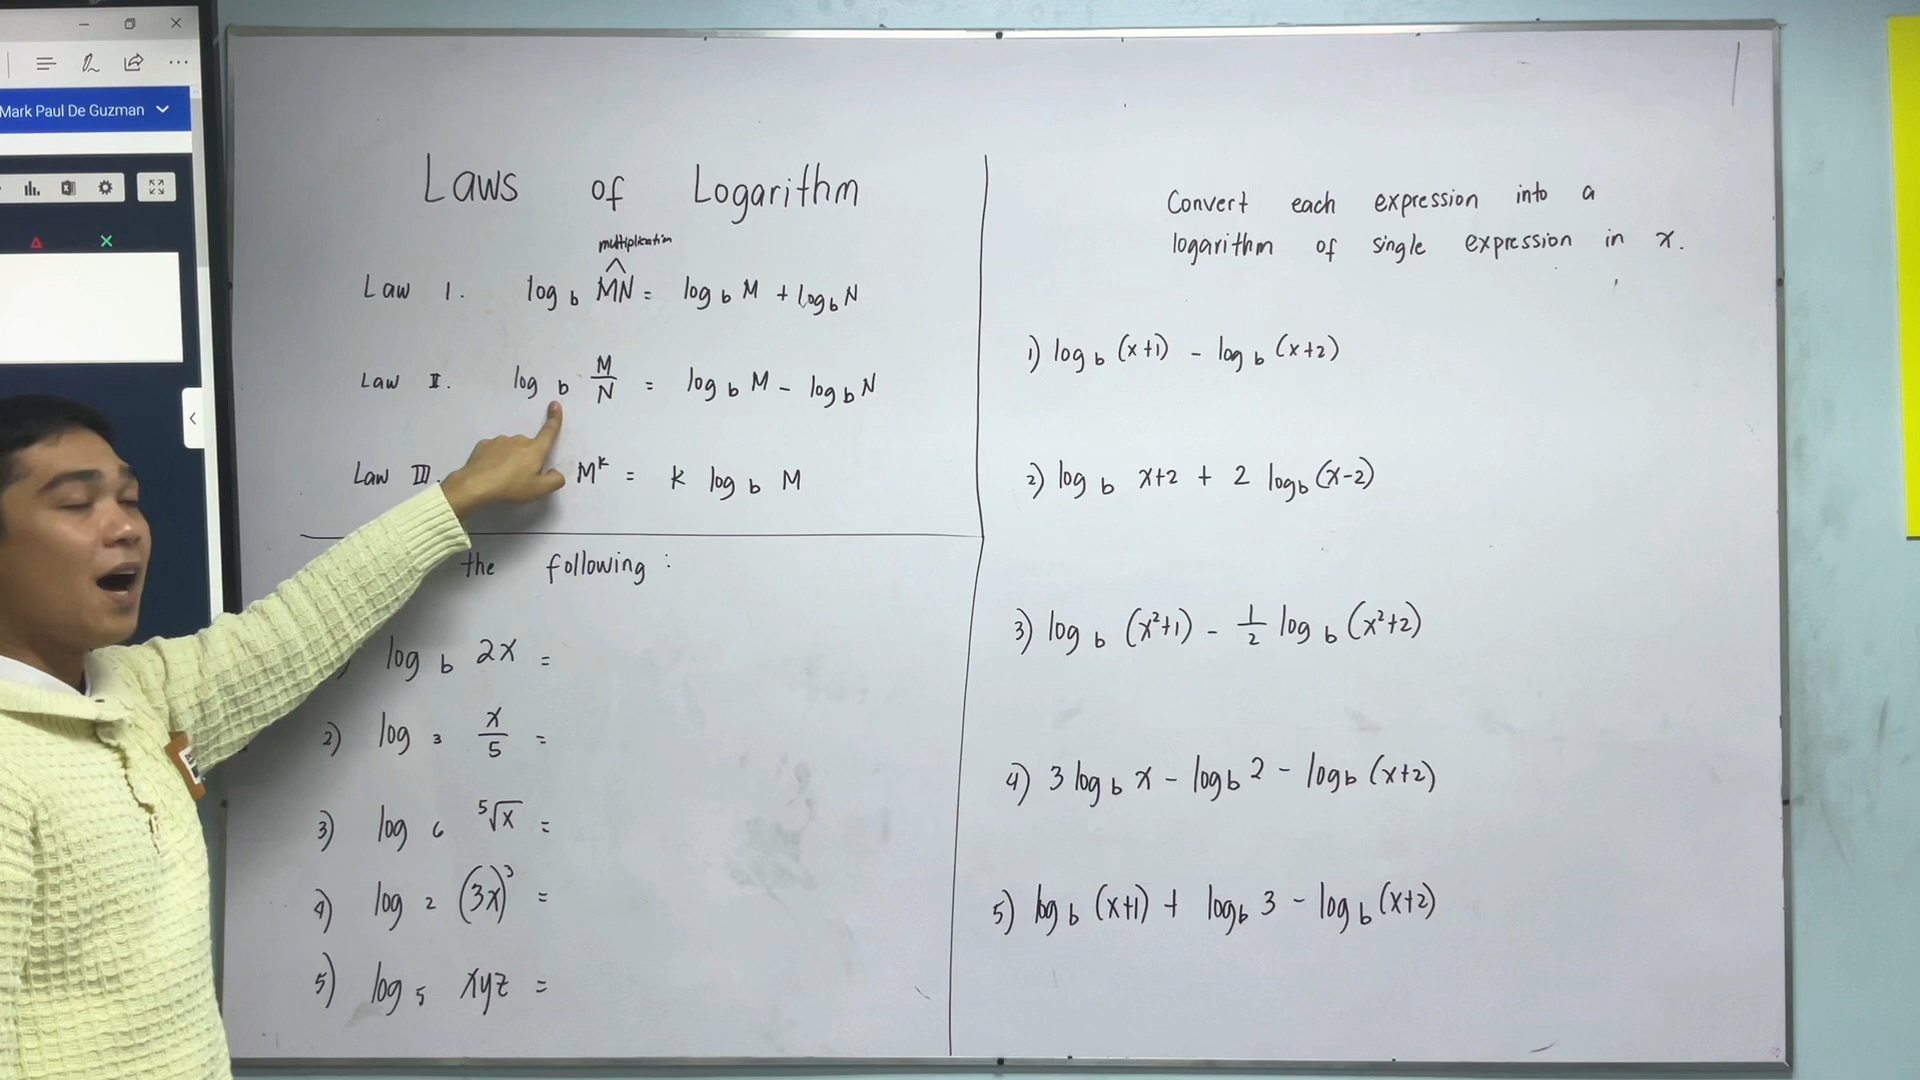 Mark Paul De Guzman
Laws of Logarithm
multiplication
Law I. log b MN = log b M + log b N
Law II. log b M/N = log b M - log b N
Law III. M^k = k log b M
the following :
log b 2x =
2) log 3 x/5 =
3) log 6 ⁵√x =
4) log 2 (3x)³ =
5) log 5 xyz =
Convert each expression into a
logarithm of single expression in x.
1) log b (x+1) - log b (x+2)
2) log b x+2 + 2 log b (x-2)
3) log b (x²+1) - 1/2 log b (x²+2)
4) 3 log b x - log b 2 - log b (x+2)
5) log b (x+1) + log b 3 - log b (x+2)